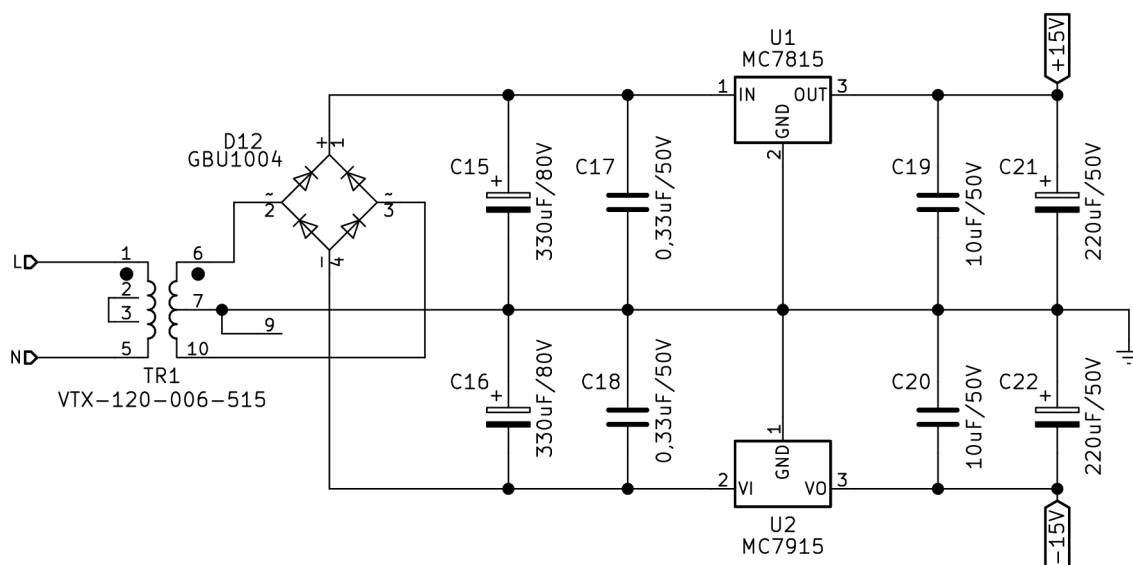 U1
MC7815
+15V
1
IN
OUT
3
GND
2
D12
GBU1004
+
1
~
2
~
3
−
4
C15
+
330uF/80V
C17
0,33uF/50V
C19
10uF/50V
C21
+
220uF/50V
L
1
6
2
7
3
9
N
5
10
TR1
VTX−120−006−515
C16
+
330uF/80V
C18
0,33uF/50V
C20
10uF/50V
C22
+
220uF/50V
1
GND
2
VI
VO
3
U2
MC7915
−15V